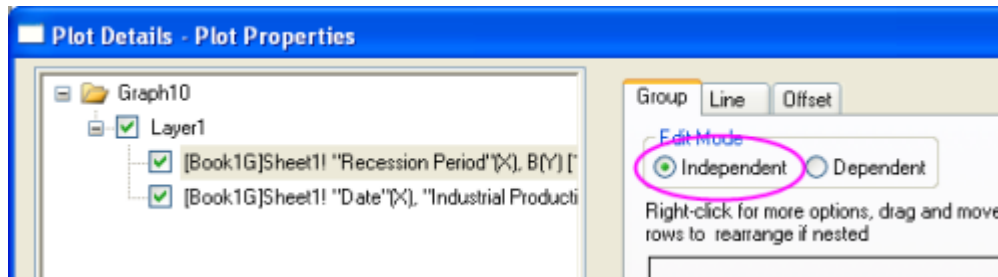 Plot Details - Plot Properties
Graph10
Layer1
[Book1G]Sheet1! "Recession Period"(X), B(Y) ["
[Book1G]Sheet1! "Date"(X), "Industrial Producti
Group Line Offset
Edit Mode
Independent Dependent
Right-click for more options, drag and move
rows to rearrange if nested